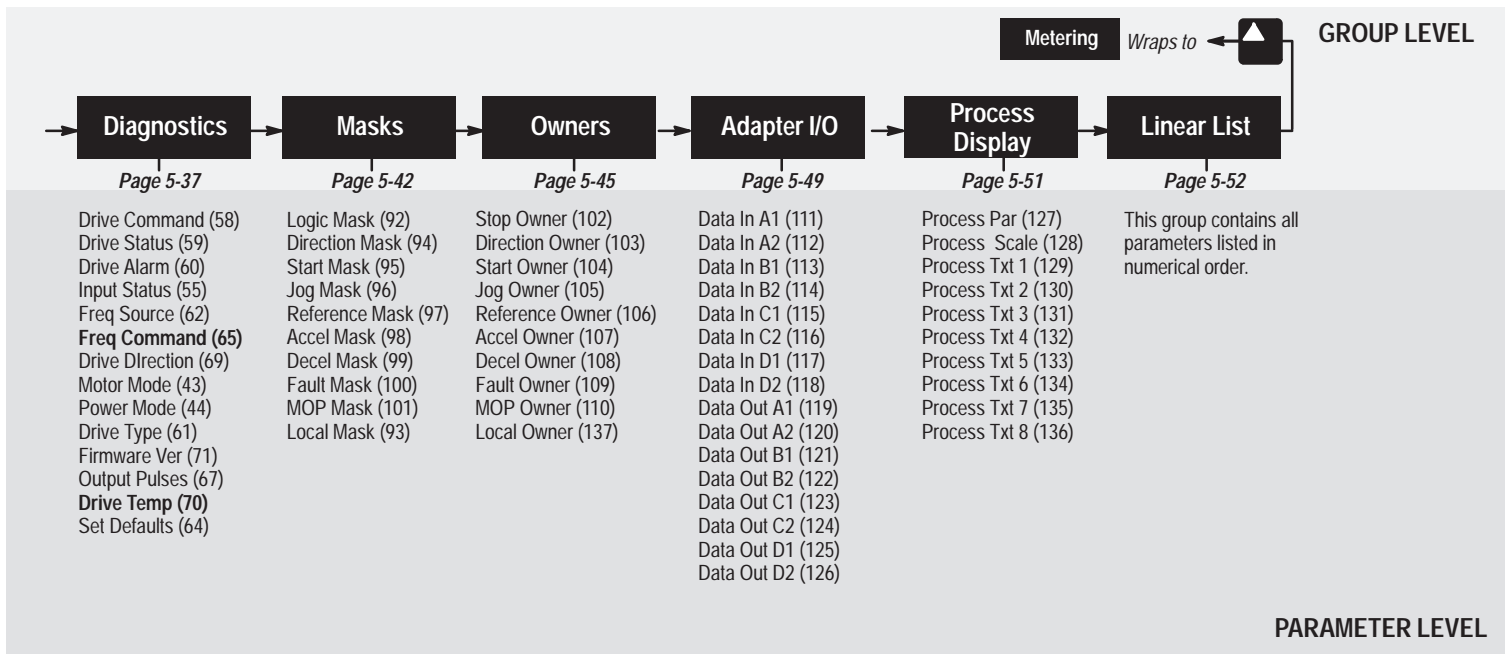 Metering
Wraps to
GROUP LEVEL
Diagnostics
Masks
Owners
Adapter I/O
Process
Display
Linear List
Page 5-37
Page 5-42
Page 5-45
Page 5-49
Page 5-51
Page 5-52
Drive Command (58)
Drive Status (59)
Drive Alarm (60)
Input Status (55)
Freq Source (62)
Freq Command (65)
Drive DIrection (69)
Motor Mode (43)
Power Mode (44)
Drive Type (61)
Firmware Ver (71)
Output Pulses (67)
Drive Temp (70)
Set Defaults (64)
Logic Mask (92)
Direction Mask (94)
Start Mask (95)
Jog Mask (96)
Reference Mask (97)
Accel Mask (98)
Decel Mask (99)
Fault Mask (100)
MOP Mask (101)
Local Mask (93)
Stop Owner (102)
Direction Owner (103)
Start Owner (104)
Jog Owner (105)
Reference Owner (106)
Accel Owner (107)
Decel Owner (108)
Fault Owner (109)
MOP Owner (110)
Local Owner (137)
Data In A1 (111)
Data In A2 (112)
Data In B1 (113)
Data In B2 (114)
Data In C1 (115)
Data In C2 (116)
Data In D1 (117)
Data In D2 (118)
Data Out A1 (119)
Data Out A2 (120)
Data Out B1 (121)
Data Out B2 (122)
Data Out C1 (123)
Data Out C2 (124)
Data Out D1 (125)
Data Out D2 (126)
Process Par (127)
Process  Scale (128)
Process Txt 1 (129)
Process Txt 2 (130)
Process Txt 3 (131)
Process Txt 4 (132)
Process Txt 5 (133)
Process Txt 6 (134)
Process Txt 7 (135)
Process Txt 8 (136)
This group contains all
parameters listed in
numerical order.
PARAMETER LEVEL